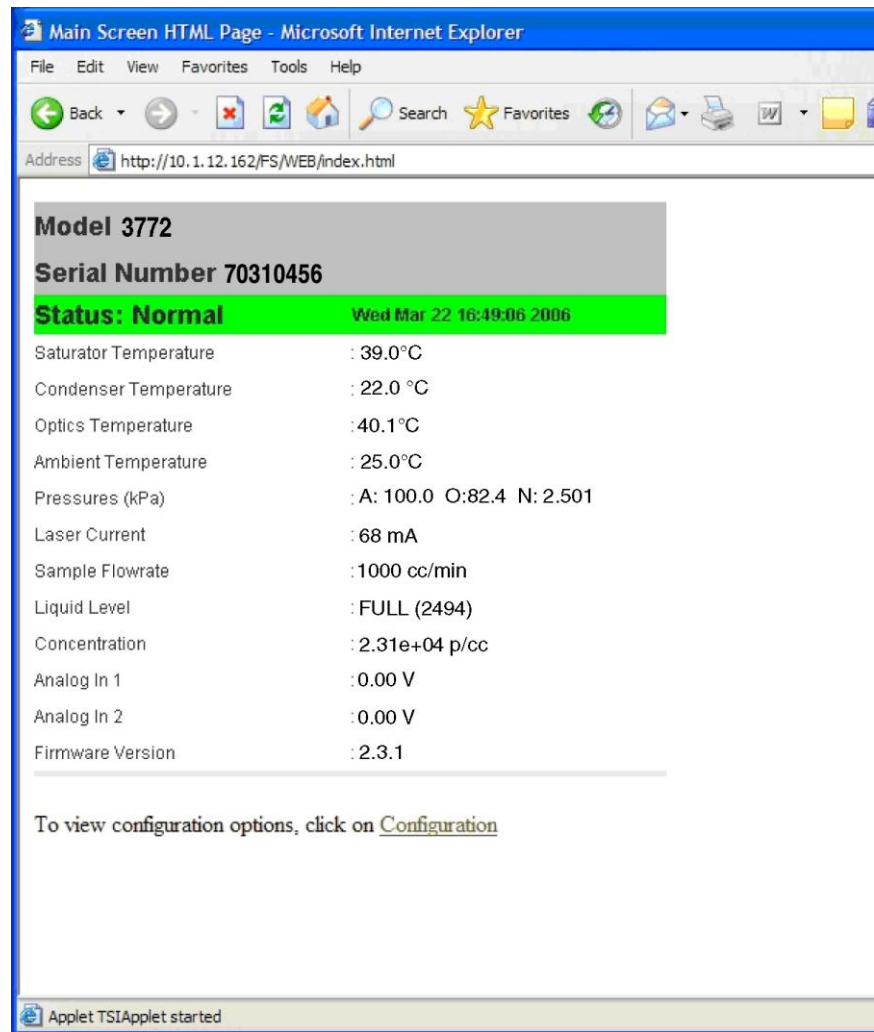 Main Screen HTML Page - Microsoft Internet Explorer
File Edit View Favorites Tools Help
Back Search Favorites W
Address http://10.1.12.162/FS/WEB/index.html
Model 3772
Serial Number 70310456
Status: Normal Wed Mar 22 16:49:06 2006
Saturator Temperature : 39.0°C
Condenser Temperature : 22.0 °C
Optics Temperature :40.1°C
Ambient Temperature : 25.0°C
Pressures (kPa) : A: 100.0 O:82.4 N: 2.501
Laser Current : 68 mA
Sample Flowrate :1000 cc/min
Liquid Level : FULL (2494)
Concentration : 2.31e+04 p/cc
Analog In 1 :0.00 V
Analog In 2 :0.00 V
Firmware Version : 2.3.1
To view configuration options, click on Configuration
Applet TSIApplet started